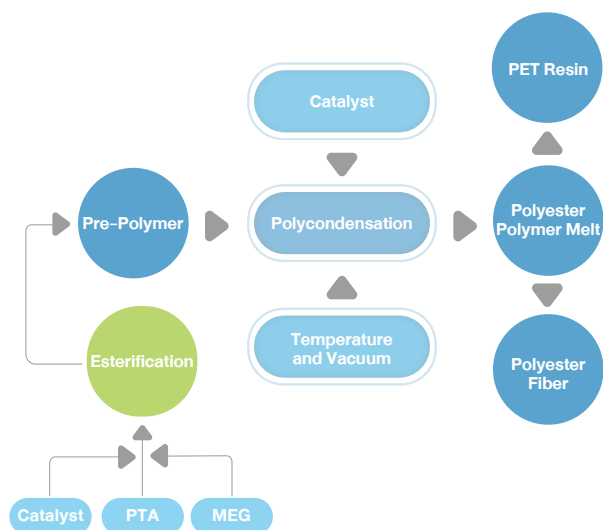 PET Resin
Catalyst
Pre-Polymer
Polycondensation
Polyester
Polymer Melt
Temperature
and Vacuum
Esterification
Polyester
Fiber
Catalyst
PTA
MEG